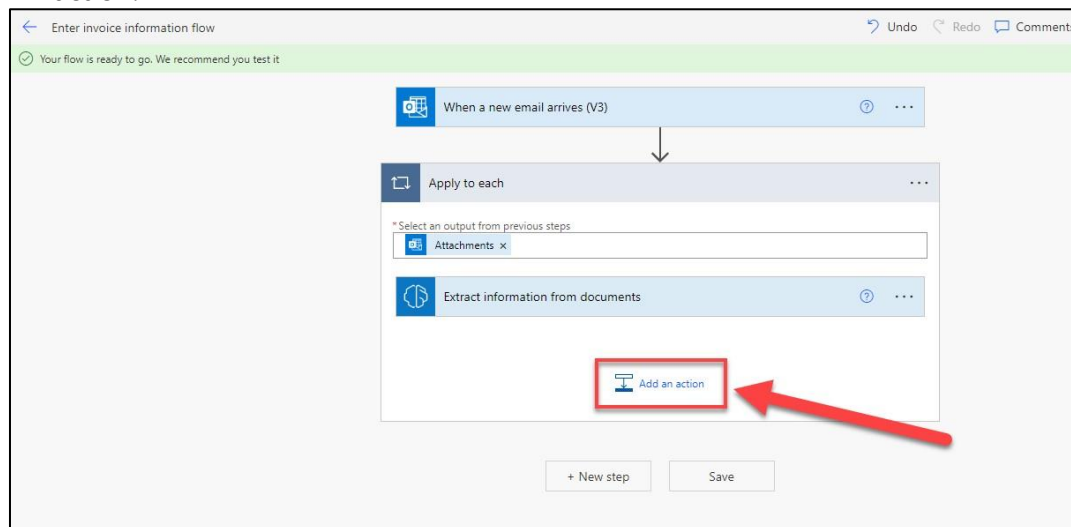 Enter invoice information flow
Undo Redo Comments
Your flow is ready to go. We recommend you test it
When a new email arrives (V3)
Apply to each
*Select an output from previous steps
Attachments ×
Extract information from documents
Add an action
+ New step Save